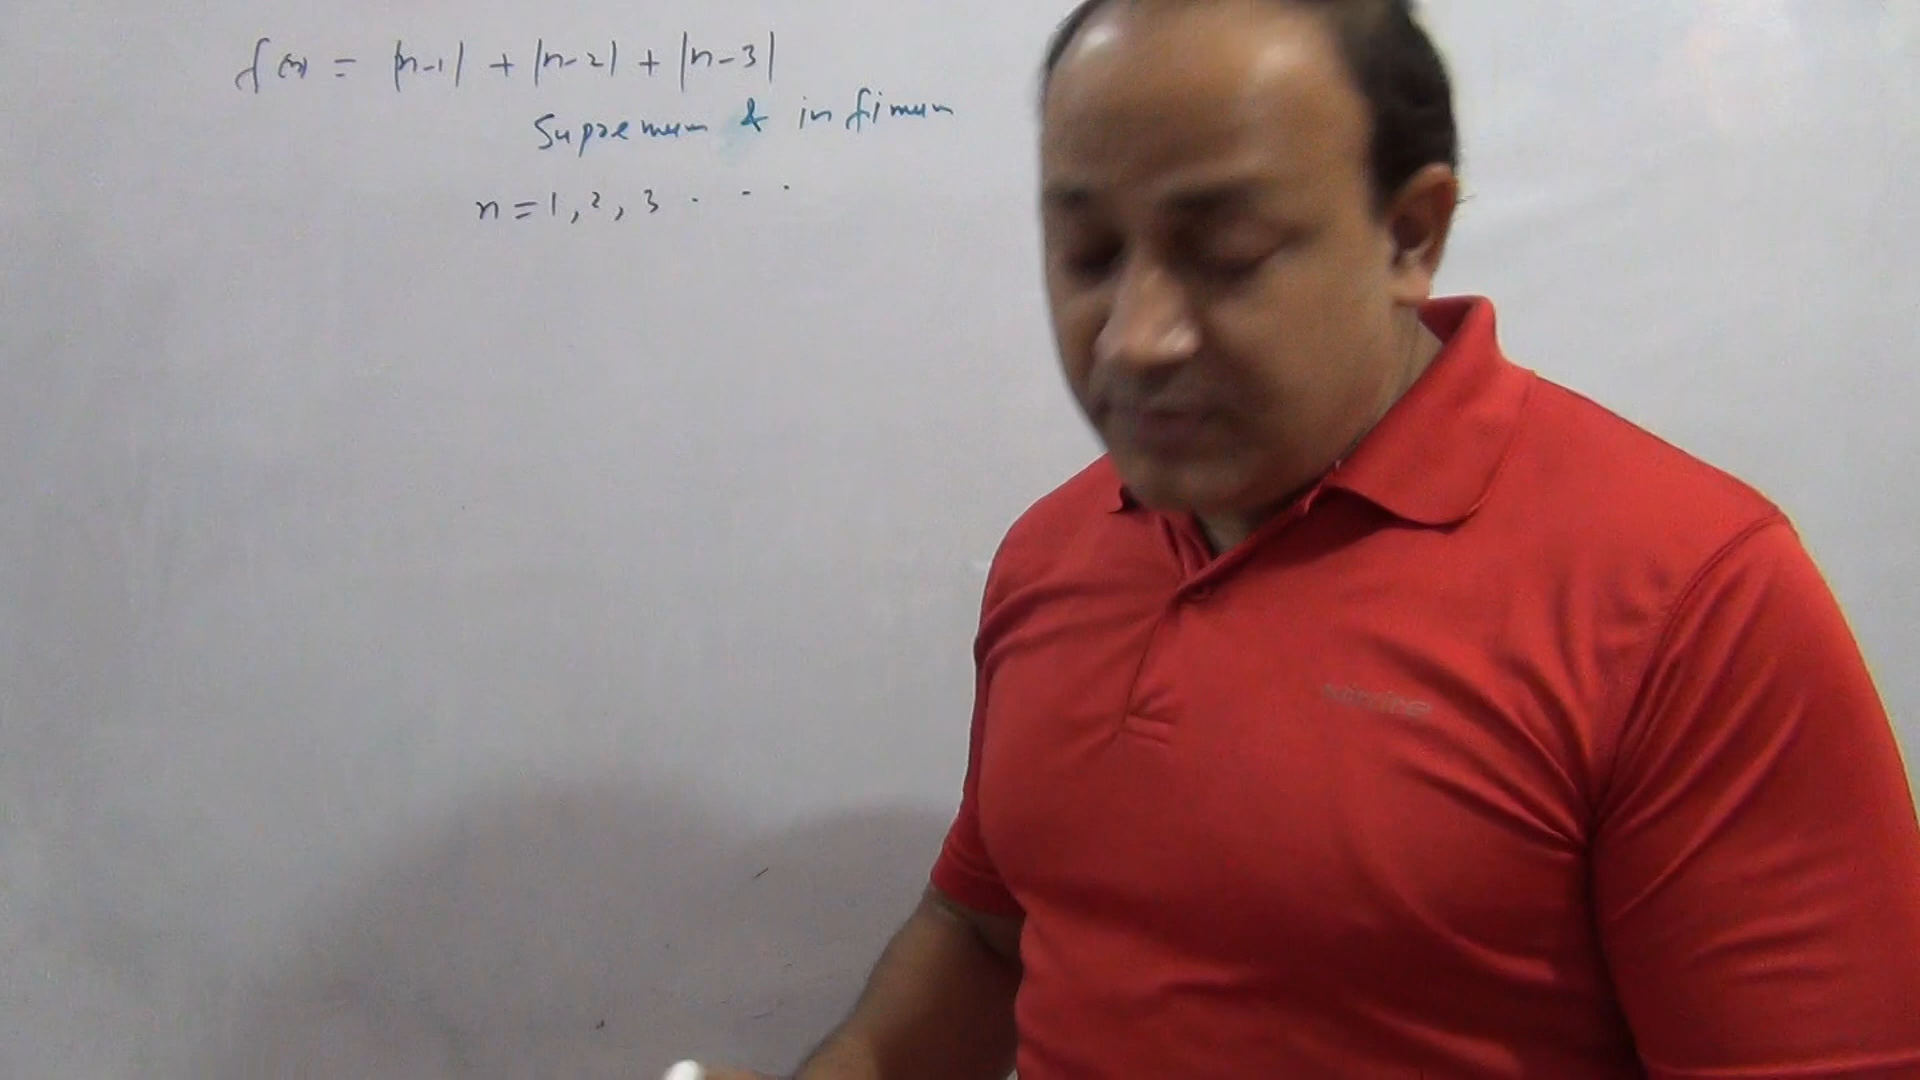 f(n) = |n-1| + |n-2| + |n-3|
Supremum & infimum
n = 1, 2, 3 . . .